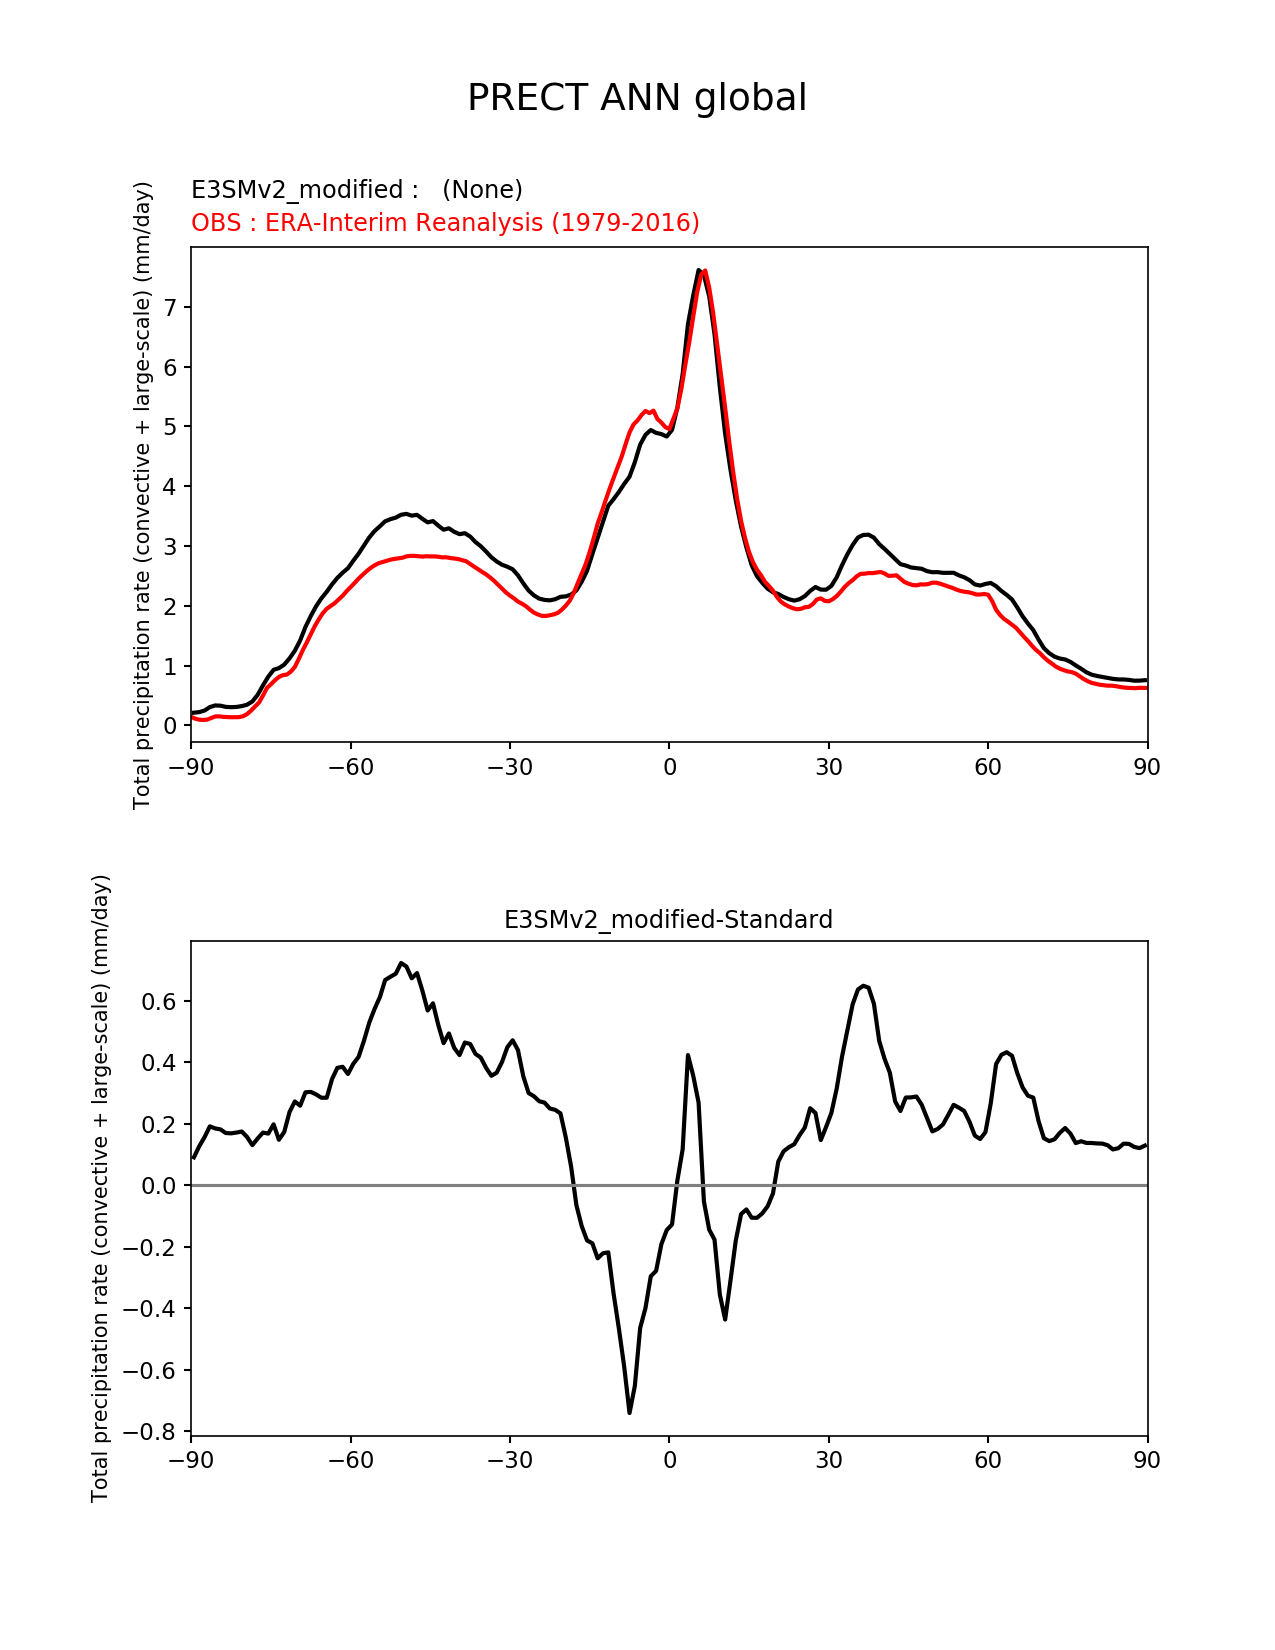 PRECT ANN global
E3SMv2_modified :   (None)
OBS : ERA-Interim Reanalysis (1979-2016)
Total precipitation rate (convective + large-scale) (mm/day)
7
6
5
4
3
2
1
0
−90 −60 −30 0 30 60 90
E3SMv2_modified-Standard
Total precipitation rate (convective + large-scale) (mm/day)
0.6
0.4
0.2
0.0
−0.2
−0.4
−0.6
−0.8
−90 −60 −30 0 30 60 90